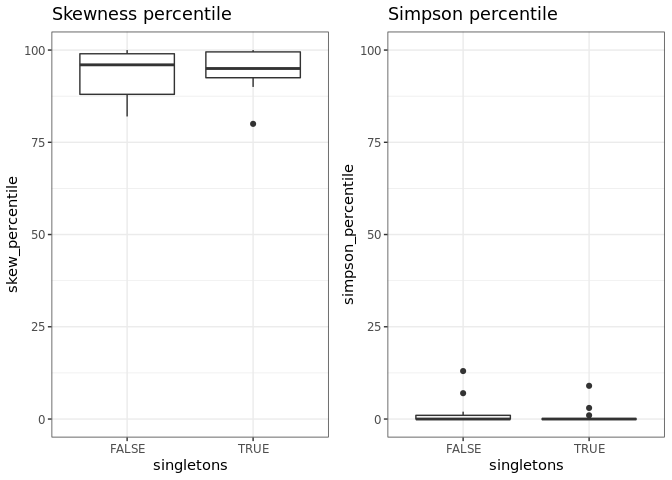 Skewness percentile
100
75
50
25
0
skew_percentile
FALSE
TRUE
singletons
Simpson percentile
100
75
50
25
0
simpson_percentile
FALSE
TRUE
singletons